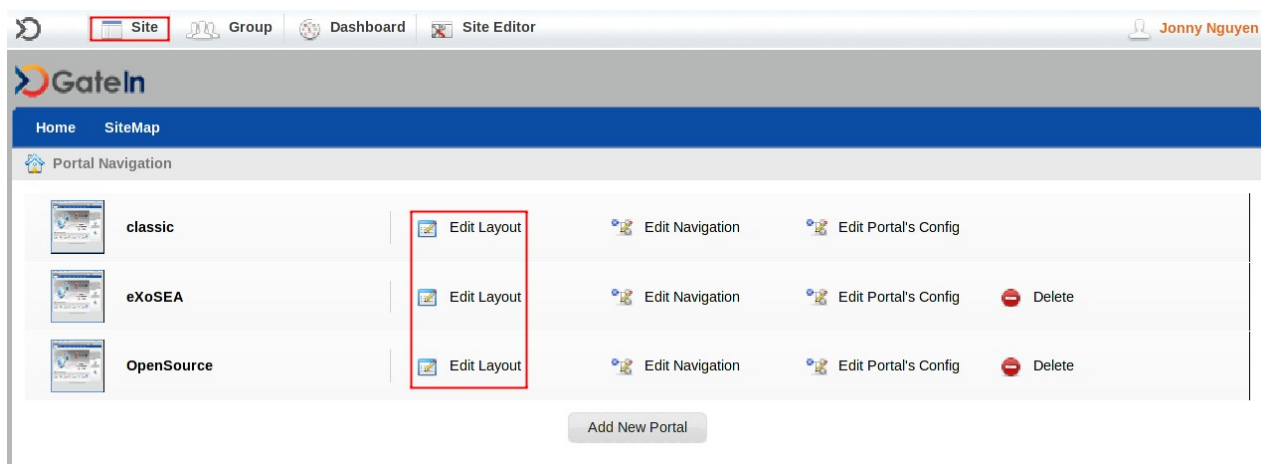 Site Group Dashboard Site Editor Jonny Nguyen
GateIn
Home SiteMap
Portal Navigation
classic Edit Layout Edit Navigation Edit Portal's Config
eXoSEA Edit Layout Edit Navigation Edit Portal's Config Delete
OpenSource Edit Layout Edit Navigation Edit Portal's Config Delete
Add New Portal